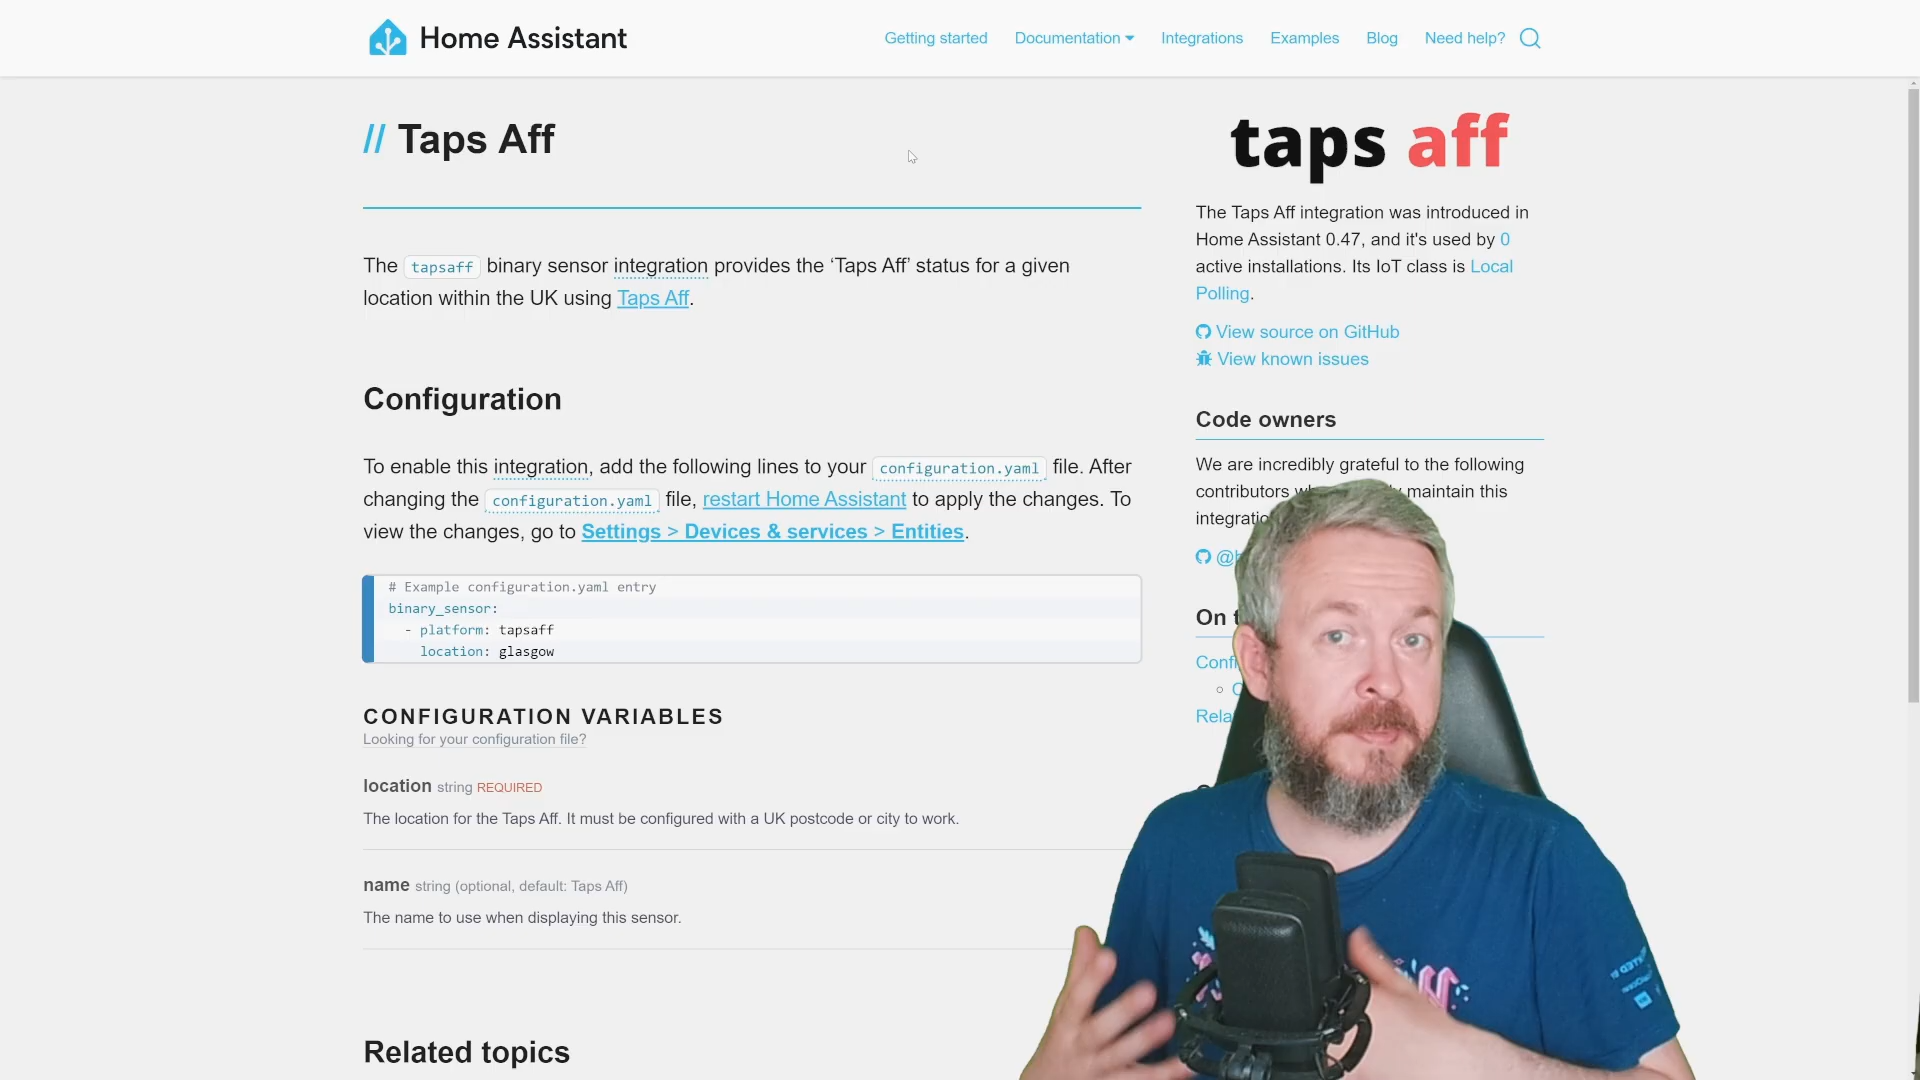 Home Assistant
Getting started
Documentation
Integrations
Examples
Blog
Need help?
// Taps Aff
The tapsaff binary sensor integration provides the ‘Taps Aff’ status for a given
location within the UK using Taps Aff.
Configuration
To enable this integration, add the following lines to your configuration.yaml file. After
changing the configuration.yaml file, restart Home Assistant to apply the changes. To
view the changes, go to Settings > Devices & services > Entities.
# Example configuration.yaml entry
binary_sensor:
- platform: tapsaff
location: glasgow
CONFIGURATION VARIABLES
Looking for your configuration file?
location string REQUIRED
The location for the Taps Aff. It must be configured with a UK postcode or city to work.
name string (optional, default: Taps Aff)
The name to use when displaying this sensor.
Related topics
taps aff
The Taps Aff integration was introduced in
Home Assistant 0.47, and it's used by 0
active installations. Its IoT class is Local
Polling.
View source on GitHub
View known issues
Code owners
We are incredibly grateful to the following
contributors maintain this
On